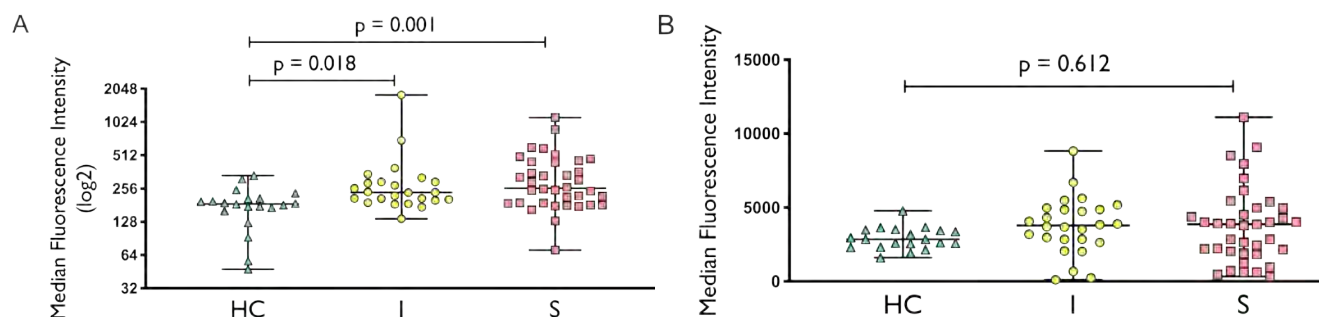 A
p = 0.001
p = 0.018
Median Fluorescence Intensity
(log2)
2048
1024
512
256
128
64
32
HC
I
S
B
p = 0.612
Median Fluorescence Intensity
15000
10000
5000
0
HC
I
S